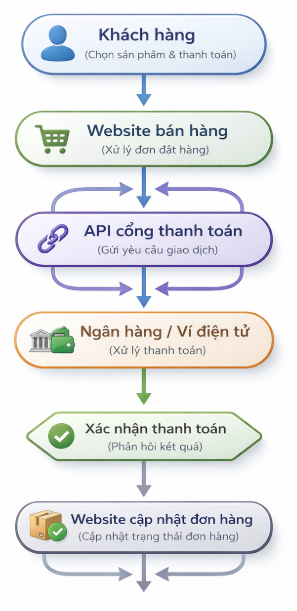 Khách hàng
(Chọn sản phẩm & thanh toán)
Website bán hàng
(Xử lý đơn đặt hàng)
API cổng thanh toán
(Gửi yêu cầu giao dịch)
Ngân hàng / Ví điện tử
(Xử lý thanh toán)
Xác nhận thanh toán
(Phản hồi kết quả)
Website cập nhật đơn hàng
(Cập nhật trạng thái đơn hàng)